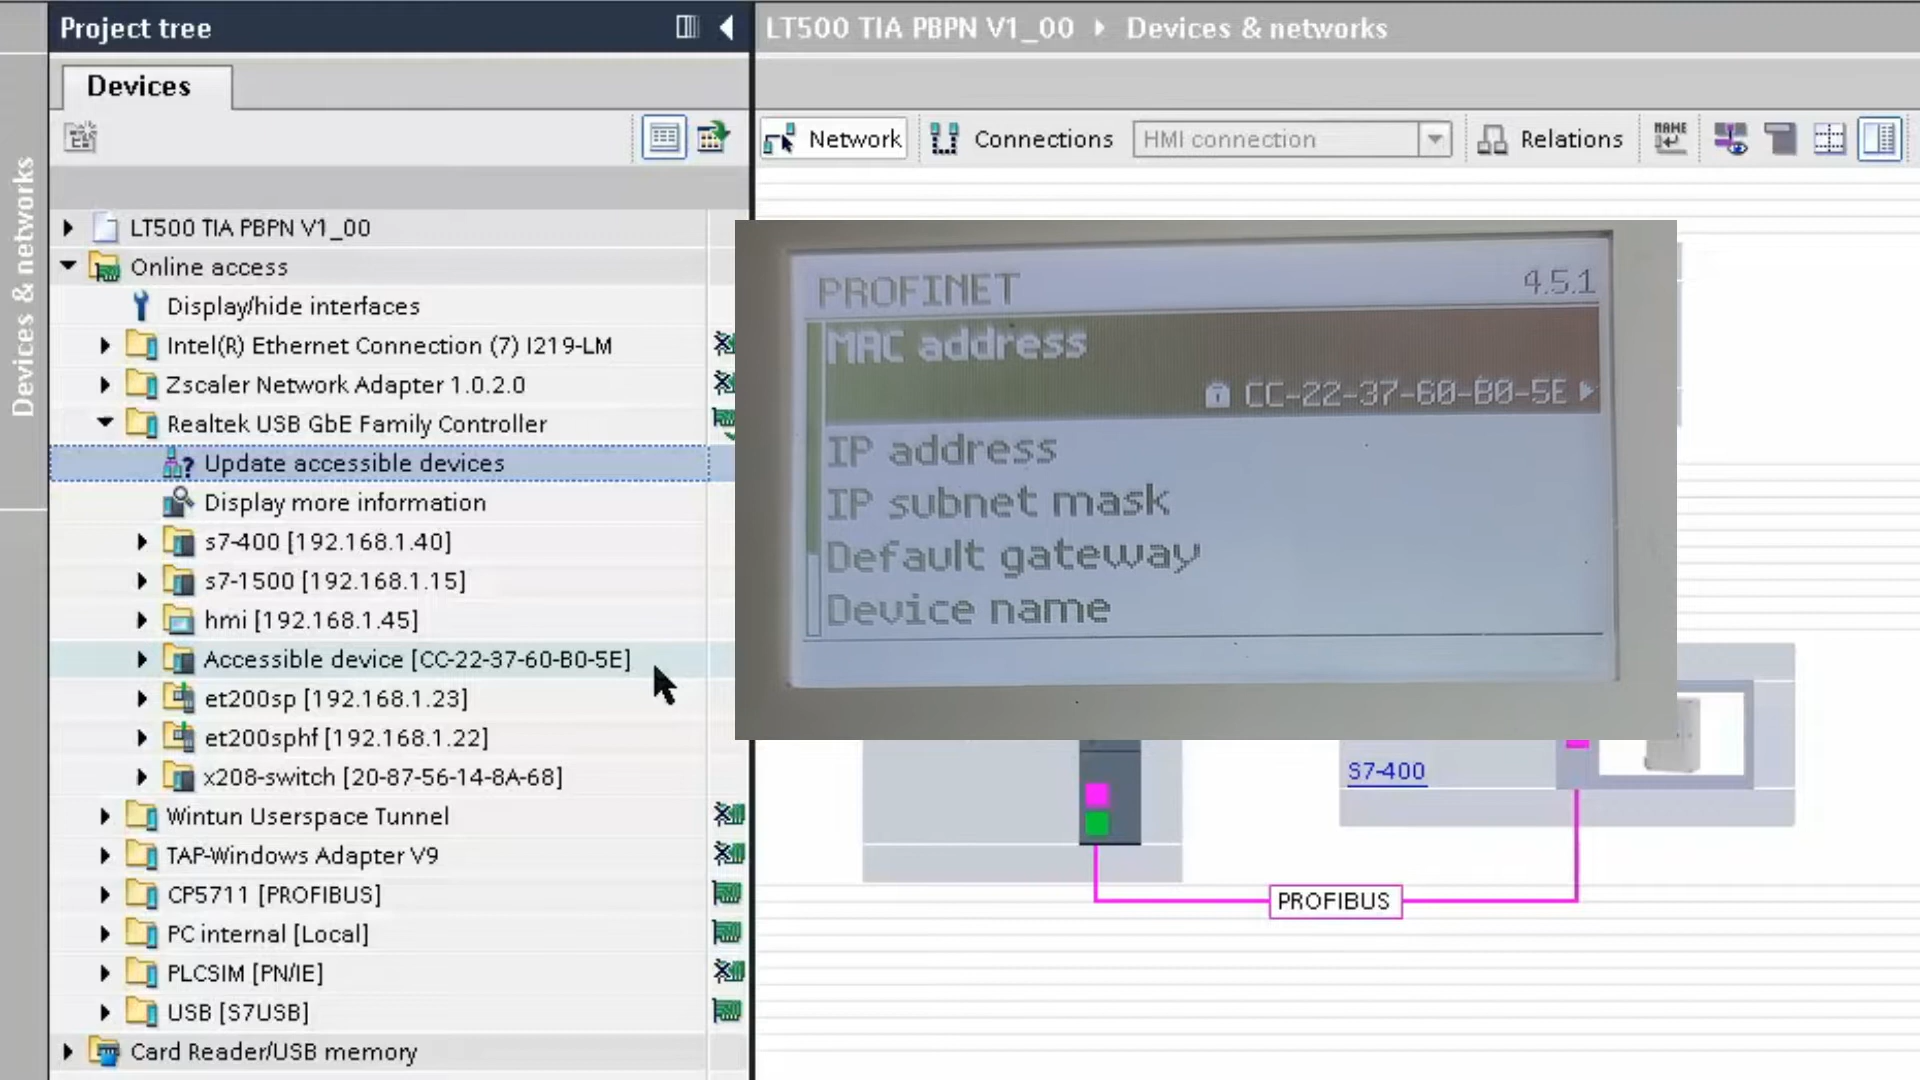 Project tree
Devices
Devices & networks
LT500 TIA PBPN V1_00
Online access
Display/hide interfaces
Intel(R) Ethernet Connection (7) I219-LM
Zscaler Network Adapter 1.0.2.0
Realtek USB GbE Family Controller
Update accessible devices
Display more information
s7-400 [192.168.1.40]
s7-1500 [192.168.1.15]
hmi [192.168.1.45]
Accessible device [CC-22-37-60-B0-5E]
et200sp [192.168.1.23]
et200sphf [192.168.1.22]
x208-switch [20-87-56-14-8A-68]
Wintun Userspace Tunnel
TAP-Windows Adapter V9
CP5711 [PROFIBUS]
PC internal [Local]
PLCSIM [PN/IE]
USB [S7USB]
Card Reader/USB memory
LT500 TIA PBPN V1_00 Devices & networks
Network Connections HMI connection Relations NAME
PROFINET 4.5.1
MAC address
CC-22-37-60-B0-5E
IP address
IP subnet mask
Default gateway
Device name
S7-400
PROFIBUS